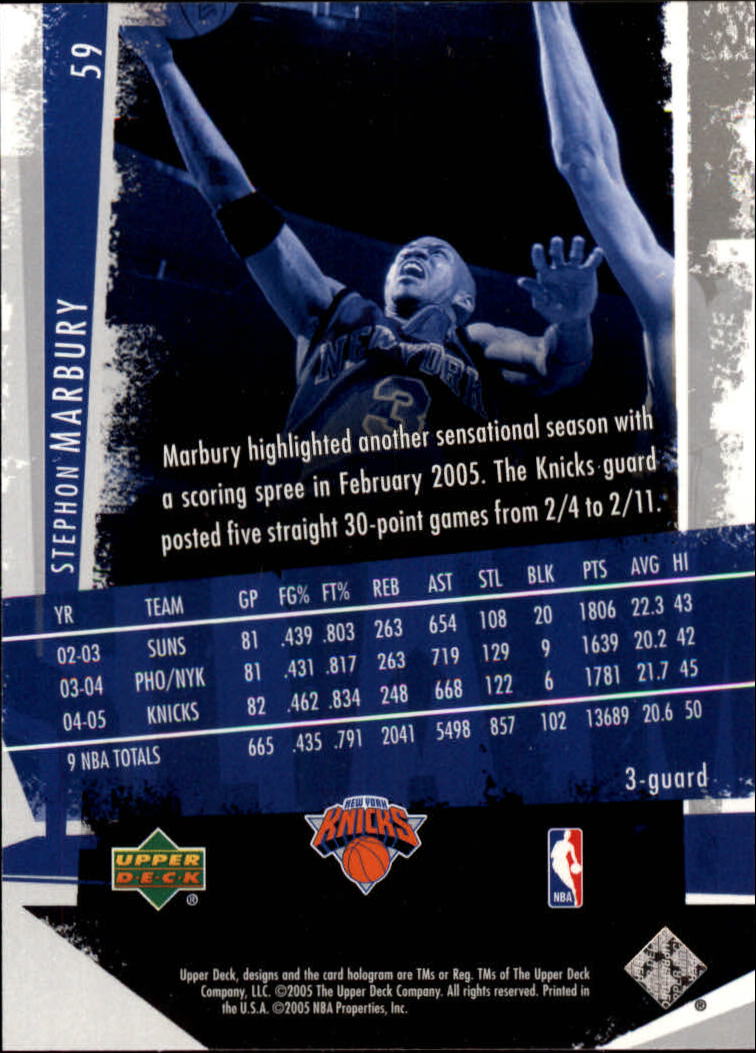 59
STEPHON MARBURY
NEW YORK
3
Marbury highlighted another sensational season with
a scoring spree in February 2005. The Knicks guard
posted five straight 30-point games from 2/4 to 2/11.
YR TEAM GP FG% FT% REB AST STL BLK PTS AVG HI
02-03 SUNS 81 .439 .803 263 654 108 20 1806 22.3 43
03-04 PHO/NYK 81 .431 .817 263 719 129 9 1639 20.2 42
04-05 KNICKS 82 .462 .834 248 668 122 6 1781 21.7 45
9 NBA TOTALS 665 .435 .791 2041 5498 857 102 13689 20.6 50
3-guard
NEW YORK
KNICKS
UPPER
D·E·C·K
®
NBA
Upper Deck, designs and the card hologram are TMs or Reg. TMs of The Upper Deck
Company, LLC. ©2005 The Upper Deck Company. All rights reserved. Printed in
the U.S.A. ©2005 NBA Properties, Inc.
®